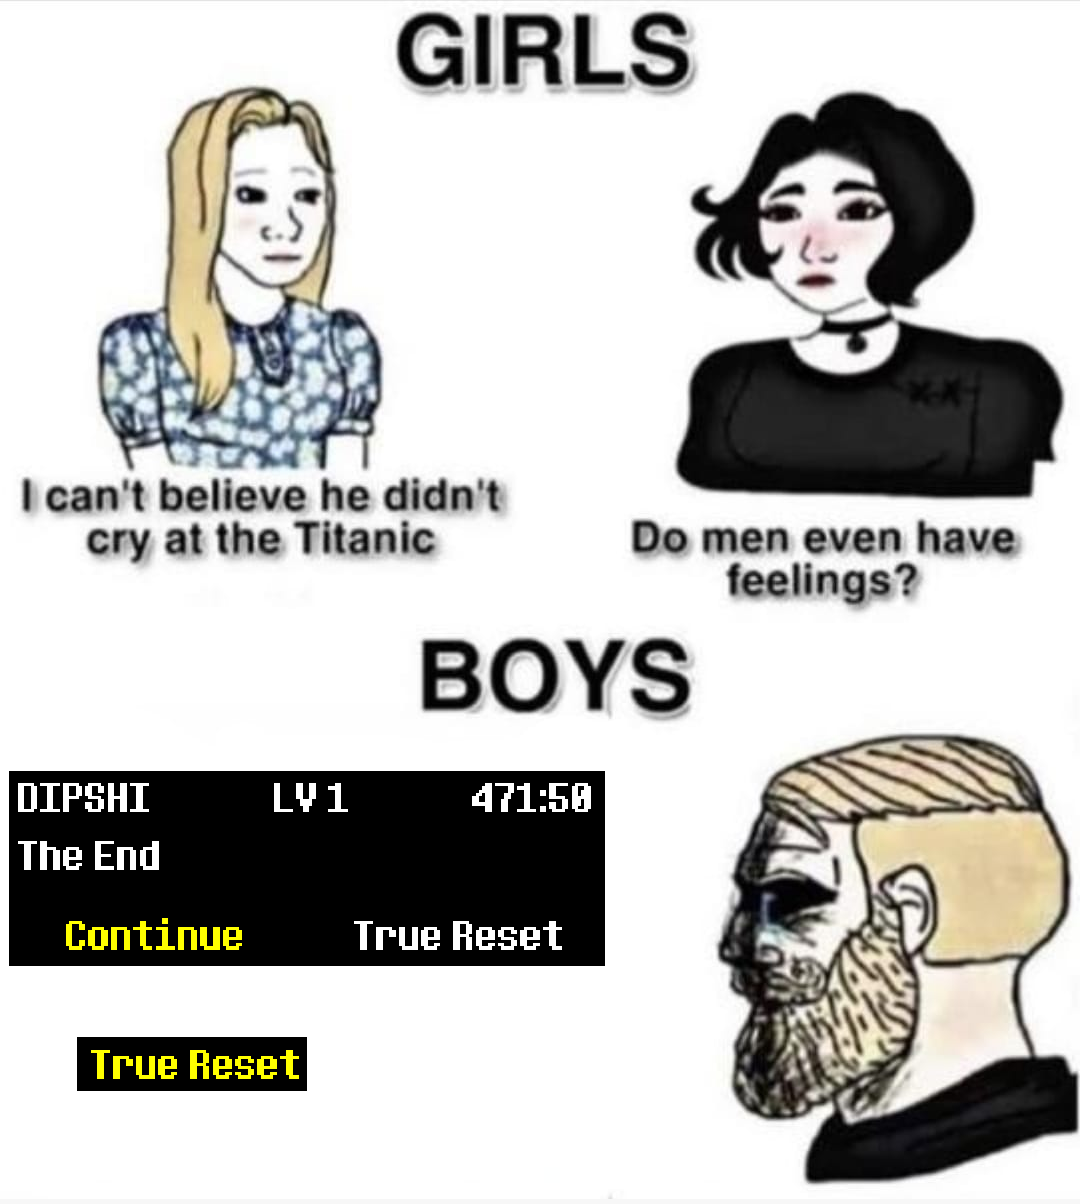 GIRLS
I can't believe he didn't
cry at the Titanic
Do men even have
feelings?
BOYS
DIPSHI LV 1 471:50
The End
Continue True Reset
True Reset